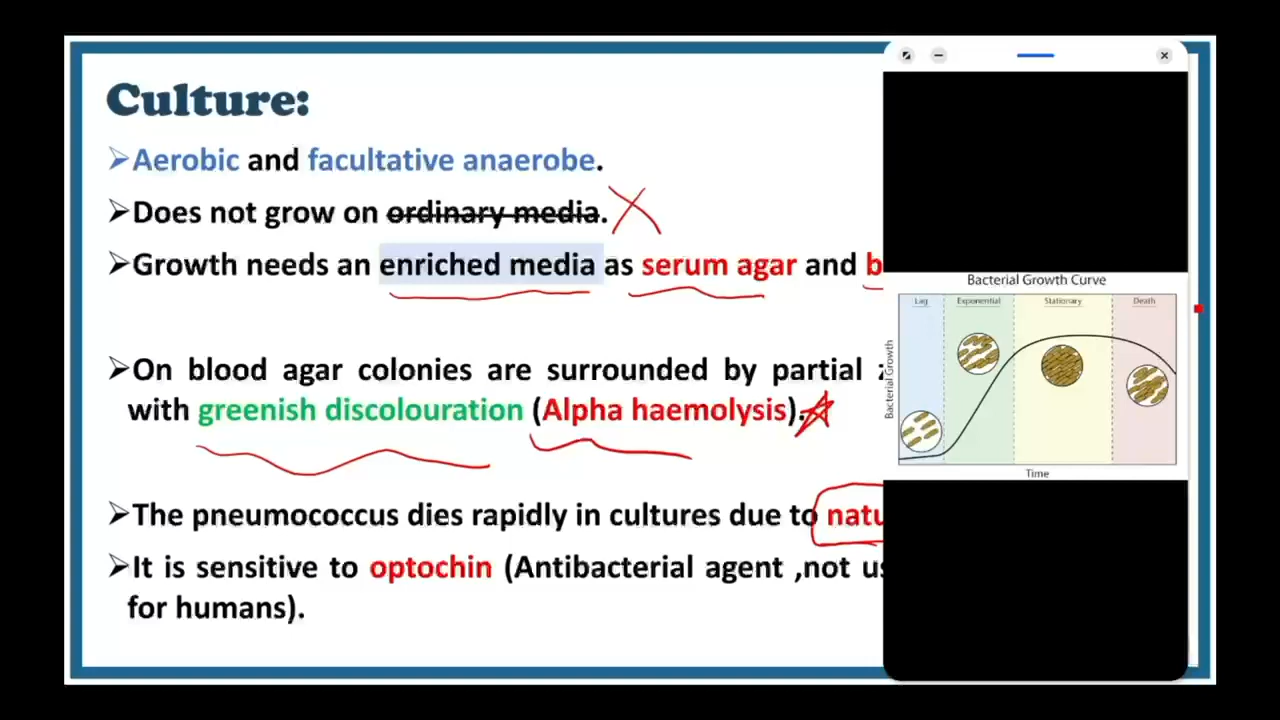 Culture:
➢Aerobic and facultative anaerobe.
➢Does not grow on ordinary media.
➢Growth needs an enriched media as serum agar and
➢On blood agar colonies are surrounded by partial
with greenish discolouration (Alpha haemolysis).
➢The pneumococcus dies rapidly in cultures due to
➢It is sensitive to optochin (Antibacterial agent ,not
for humans).
Bacterial Growth Curve
Lag Exponential Stationary Death
Bacterial Growth
Time